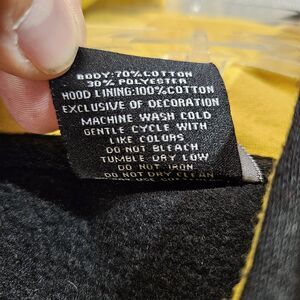 BODY: 70% COTTON
30% POLYESTER
HOOD LINING: 100% COTTON
EXCLUSIVE OF DECORATION
MACHINE WASH COLD
GENTLE CYCLE WITH
LIKE COLORS
DO NOT BLEACH
TUMBLE DRY LOW
DO NOT IRON
DO NOT DRY CLEAN